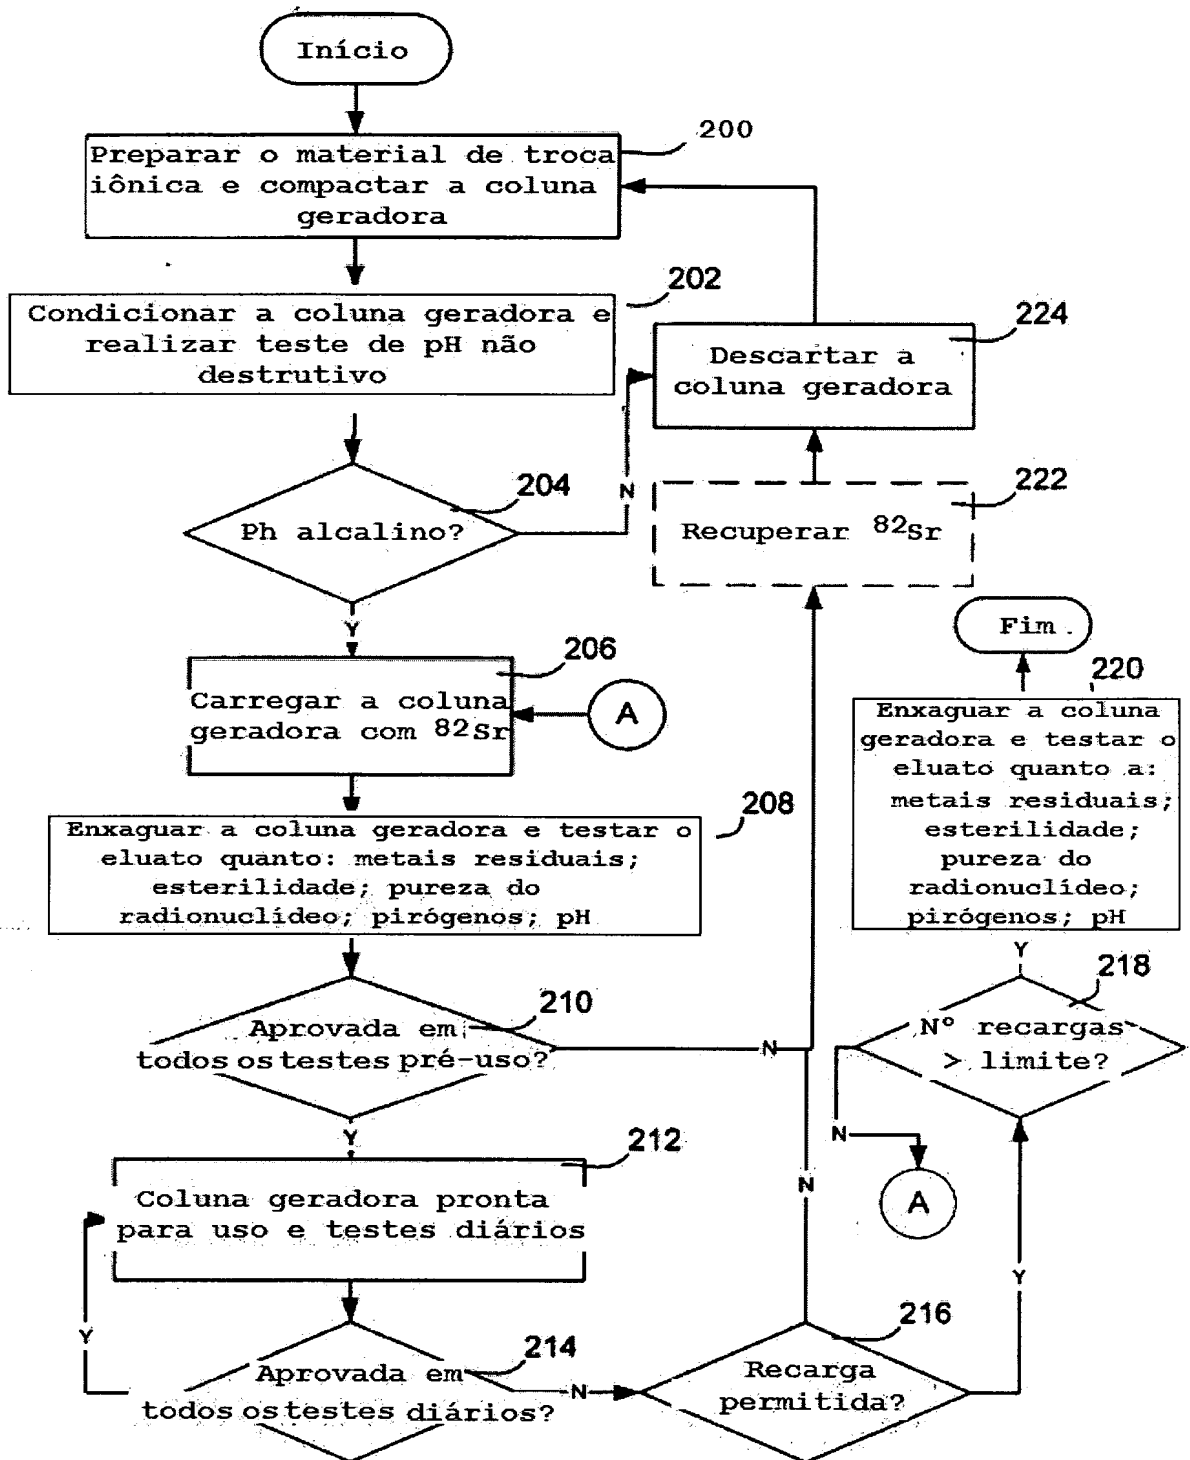 Início
200
Preparar o material de troca
iônica e compactar a coluna
geradora
202
Condicionar a coluna geradora e
realizar teste de pH não
destrutivo
224
Descartar a
coluna geradora
204
Ph alcalino?
N
222
Recuperar 82Sr
Y
206
Carregar a coluna
geradora com 82Sr
A
Fim
220
Enxaguar a coluna
geradora e testar o
eluato quanto a:
metais residuais;
esterilidade;
pureza do
radionuclídeo;
pirógenos; pH
208
Enxaguar a coluna geradora e testar o
eluato quanto: metais residuais;
esterilidade; pureza do
radionuclídeo; pirógenos; pH
Y
218
Nº recargas
> limite?
210
Aprovada em
todos os testes pré-uso?
N
N
A
Y
212
Coluna geradora pronta
para uso e testes diários
N
Y
Y
214
Aprovada em
todos os testes diários?
N
216
Recarga
permitida?